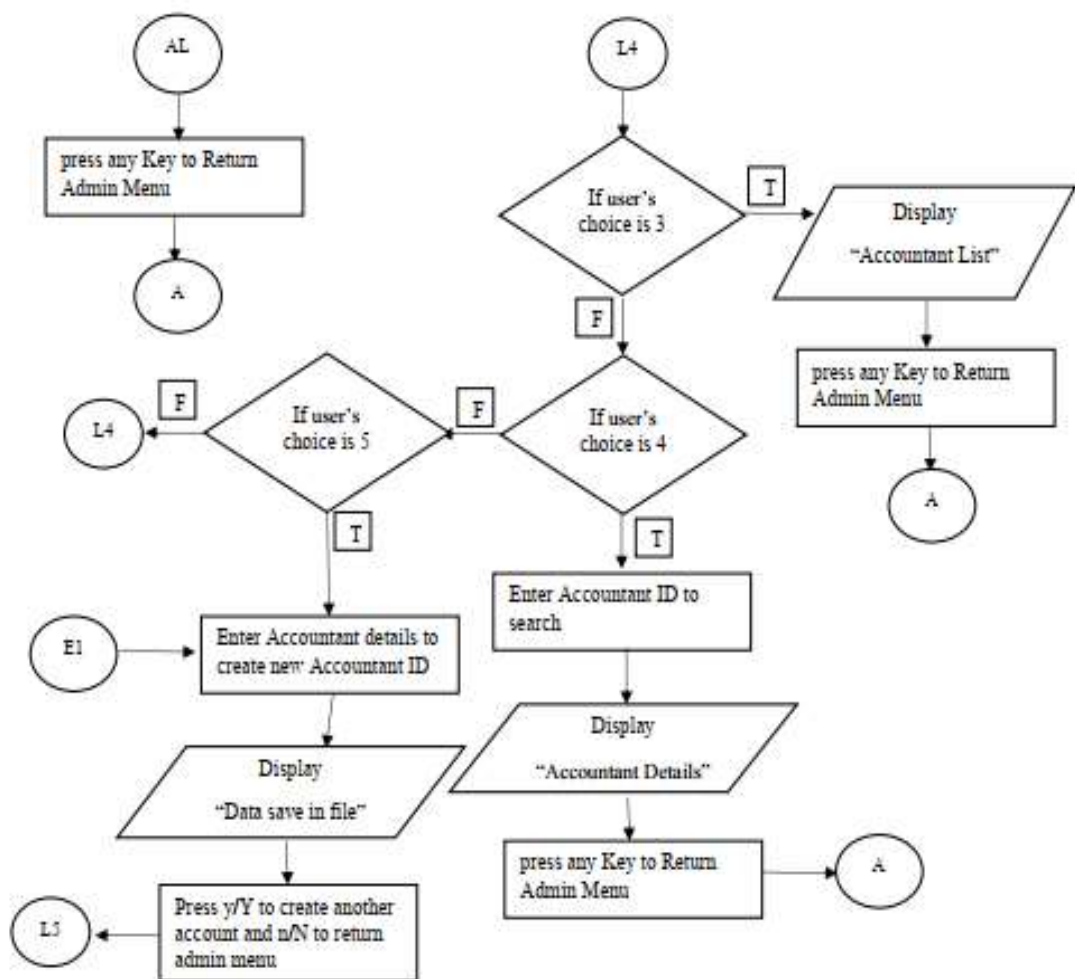 AL
press any Key to Return
Admin Menu
A
L4
If user's
choice is 3
T
Display
“Accountant List”
press any Key to Return
Admin Menu
A
F
If user's
choice is 4
F
If user's
choice is 5
F
L4
T
Enter Accountant ID to
search
Display
“Accountant Details”
press any Key to Return
Admin Menu
A
T
E1
Enter Accountant details to
create new Accountant ID
Display
“Data save in file”
Press y/Y to create another
account and n/N to return
admin menu
L5